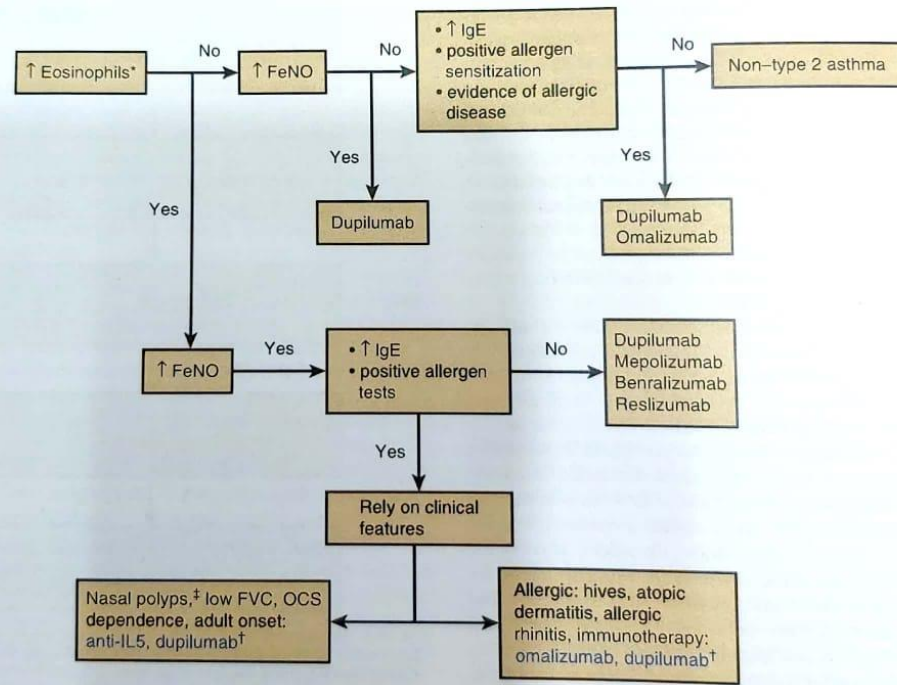 ↑ Eosinophils*
No
↑ FeNO
No
• ↑ IgE
• positive allergen
sensitization
• evidence of allergic
disease
No
Non–type 2 asthma
Yes
Yes
Yes
Dupilumab
Dupilumab
Omalizumab
↑ FeNO
Yes
• ↑ IgE
• positive allergen
tests
No
Dupilumab
Mepolizumab
Benralizumab
Reslizumab
Yes
Rely on clinical
features
Nasal polyps,‡ low FVC, OCS
dependence, adult onset:
anti-IL5, dupilumab†
Allergic: hives, atopic
dermatitis, allergic
rhinitis, immunotherapy:
omalizumab, dupilumab†